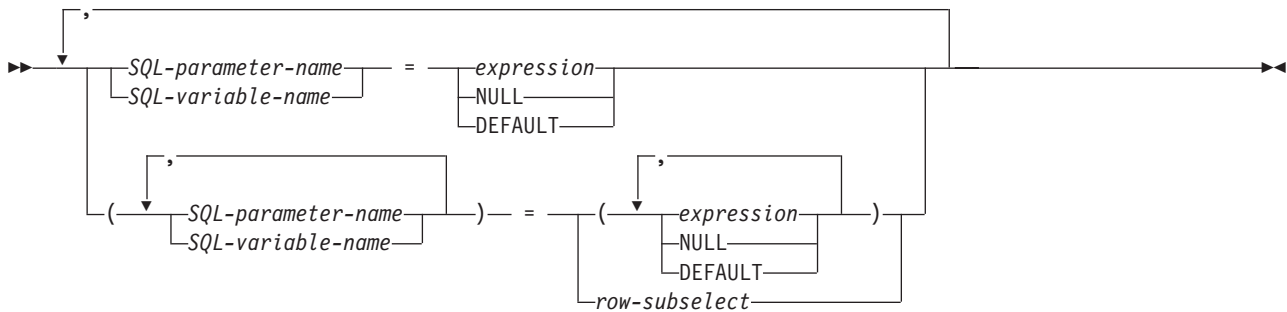 ,
SQL-parameter-name = expression
SQL-variable-name NULL
DEFAULT
, ,
( SQL-parameter-name ) = ( expression )
SQL-variable-name NULL
DEFAULT
row-subselect